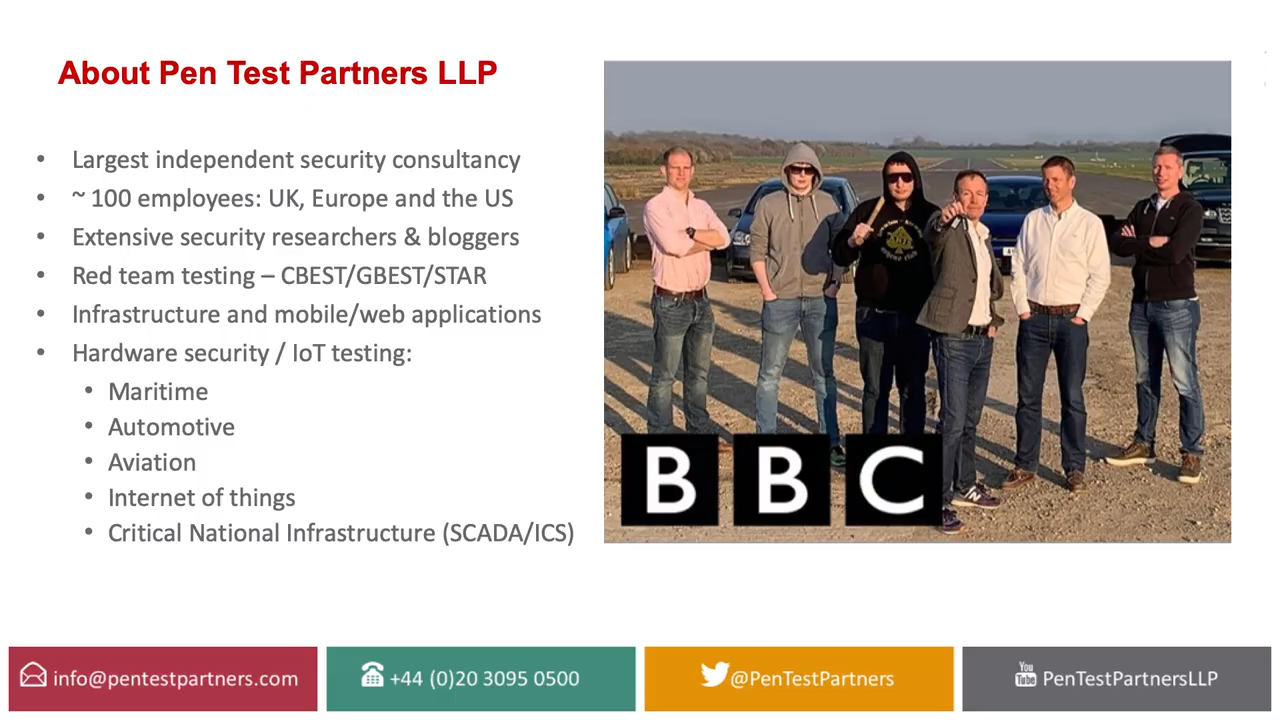 About Pen Test Partners LLP
• Largest independent security consultancy
• ~ 100 employees: UK, Europe and the US
• Extensive security researchers & bloggers
• Red team testing – CBEST/GBEST/STAR
• Infrastructure and mobile/web applications
• Hardware security / IoT testing:
• Maritime
• Automotive
• Aviation
• Internet of things
• Critical National Infrastructure (SCADA/ICS)
BBC
info@pentestpartners.com
+44 (0)20 3095 0500
@PenTestPartners
You Tube PenTestPartnersLLP